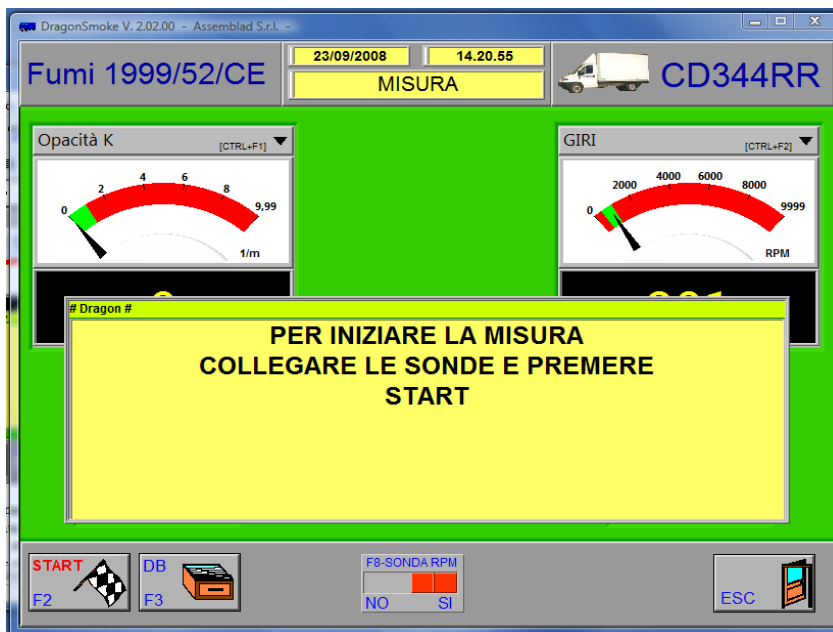 DragonSmoke V. 2.02.00 - Assemblad S.r.l. -
Fumi 1999/52/CE
23/09/2008
14.20.55
MISURA
CD344RR
Opacità K
[CTRL+F1]
0
2
4
6
8
9,99
1/m
GIRI
[CTRL+F2]
0
2000
4000
6000
8000
9999
RPM
# Dragon #
PER INIZIARE LA MISURA
COLLEGARE LE SONDE E PREMERE
START
START
F2
DB
F3
F8-SONDA RPM
NO SI
ESC